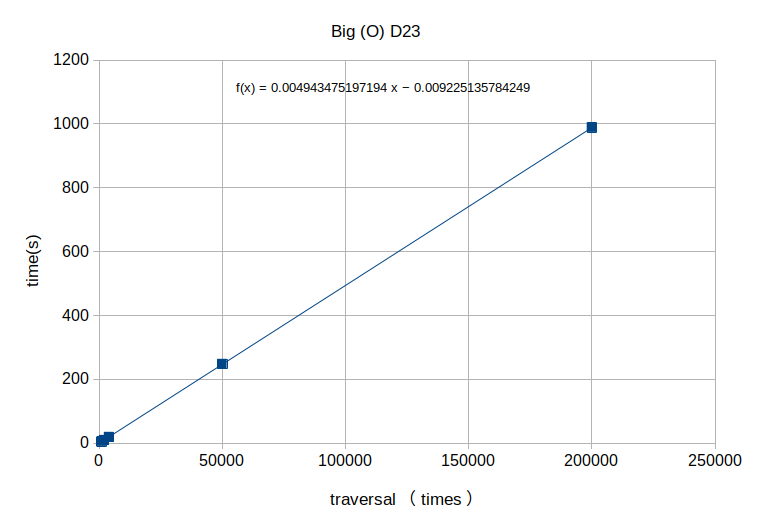 Big (O) D23
1200
f(x) = 0.004943475197194 x − 0.009225135784249
1000
800
600
400
200
0
time(s)
0 50000 100000 150000 200000 250000
traversal （times）